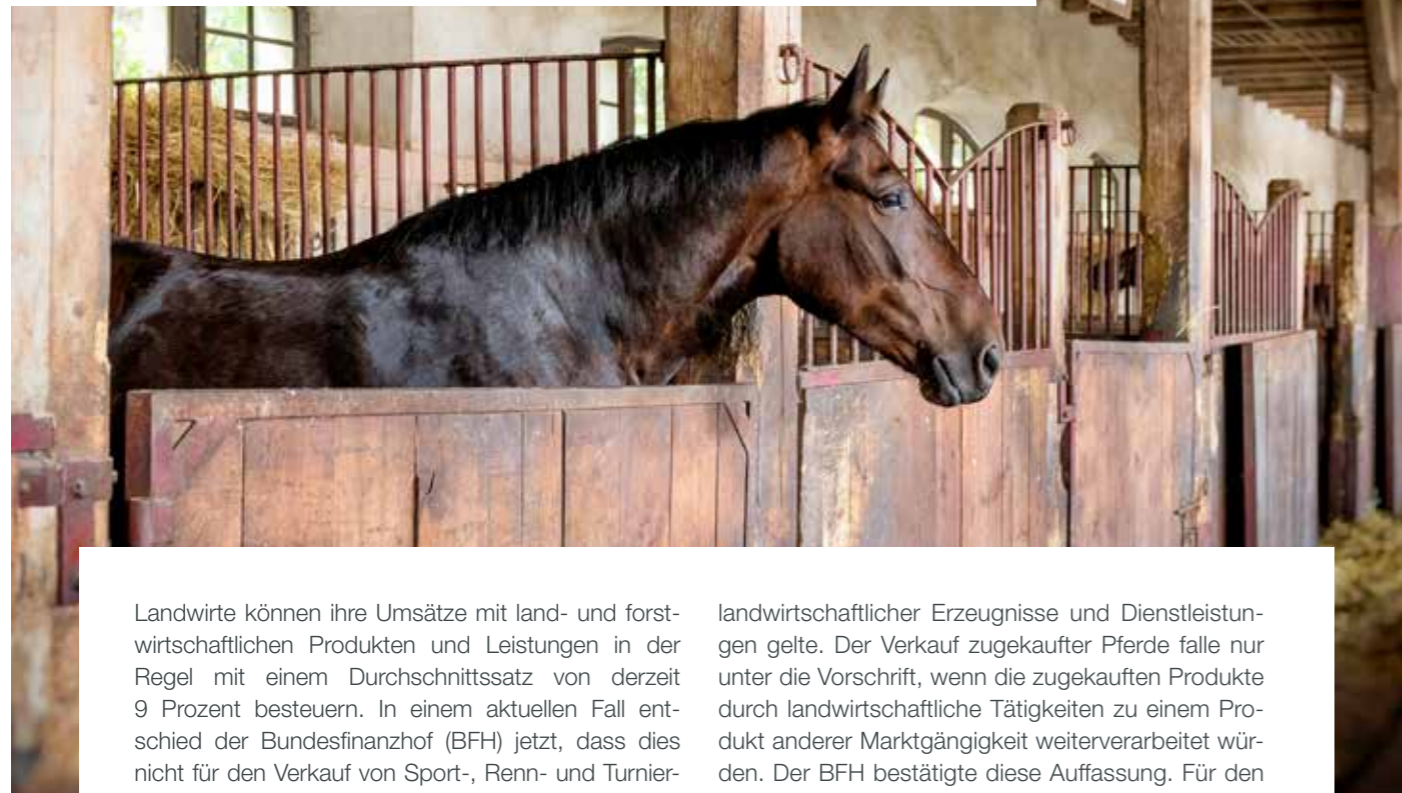 Landwirte können ihre Umsätze mit land- und forst-
wirtschaftlichen Produkten und Leistungen in der
Regel mit einem Durchschnittssatz von derzeit
9 Prozent besteuern. In einem aktuellen Fall ent-
schied der Bundesfinanzhof (BFH) jetzt, dass dies
nicht für den Verkauf von Sport-, Renn- und Turnier-
landwirtschaftlicher Erzeugnisse und Dienstleistun-
gen gelte. Der Verkauf zugekaufter Pferde falle nur
unter die Vorschrift, wenn die zugekauften Produkte
durch landwirtschaftliche Tätigkeiten zu einem Pro-
dukt anderer Marktgängigkeit weiterverarbeitet wür-
den. Der BFH bestätigte diese Auffassung. Für den